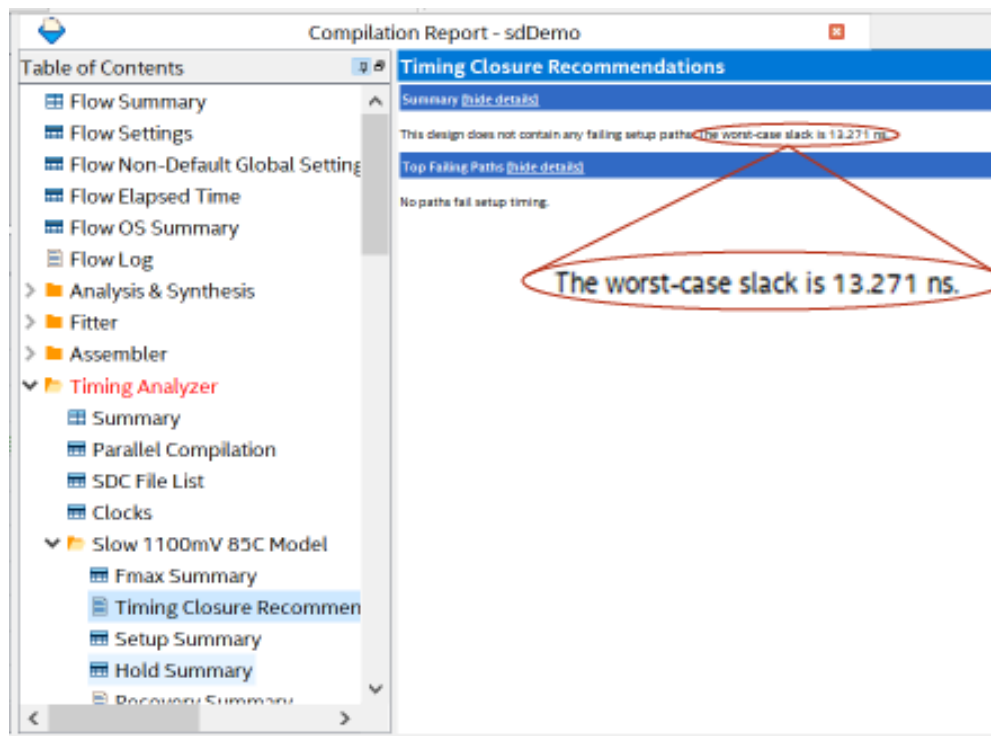 Compilation Report - sdDemo
Table of Contents
Flow Summary
Flow Settings
Flow Non-Default Global Setting
Flow Elapsed Time
Flow OS Summary
Flow Log
Analysis & Synthesis
Fitter
Assembler
Timing Analyzer
Summary
Parallel Compilation
SDC File List
Clocks
Slow 1100mV 85C Model
Fmax Summary
Timing Closure Recommen
Setup Summary
Hold Summary
Recovery Summary
Timing Closure Recommendations
Summary [hide details]
This design does not contain any failing setup paths. The worst-case slack is 13.271 ns.
Top Failing Paths [hide details]
No paths fail setup timing.
The worst-case slack is 13.271 ns.